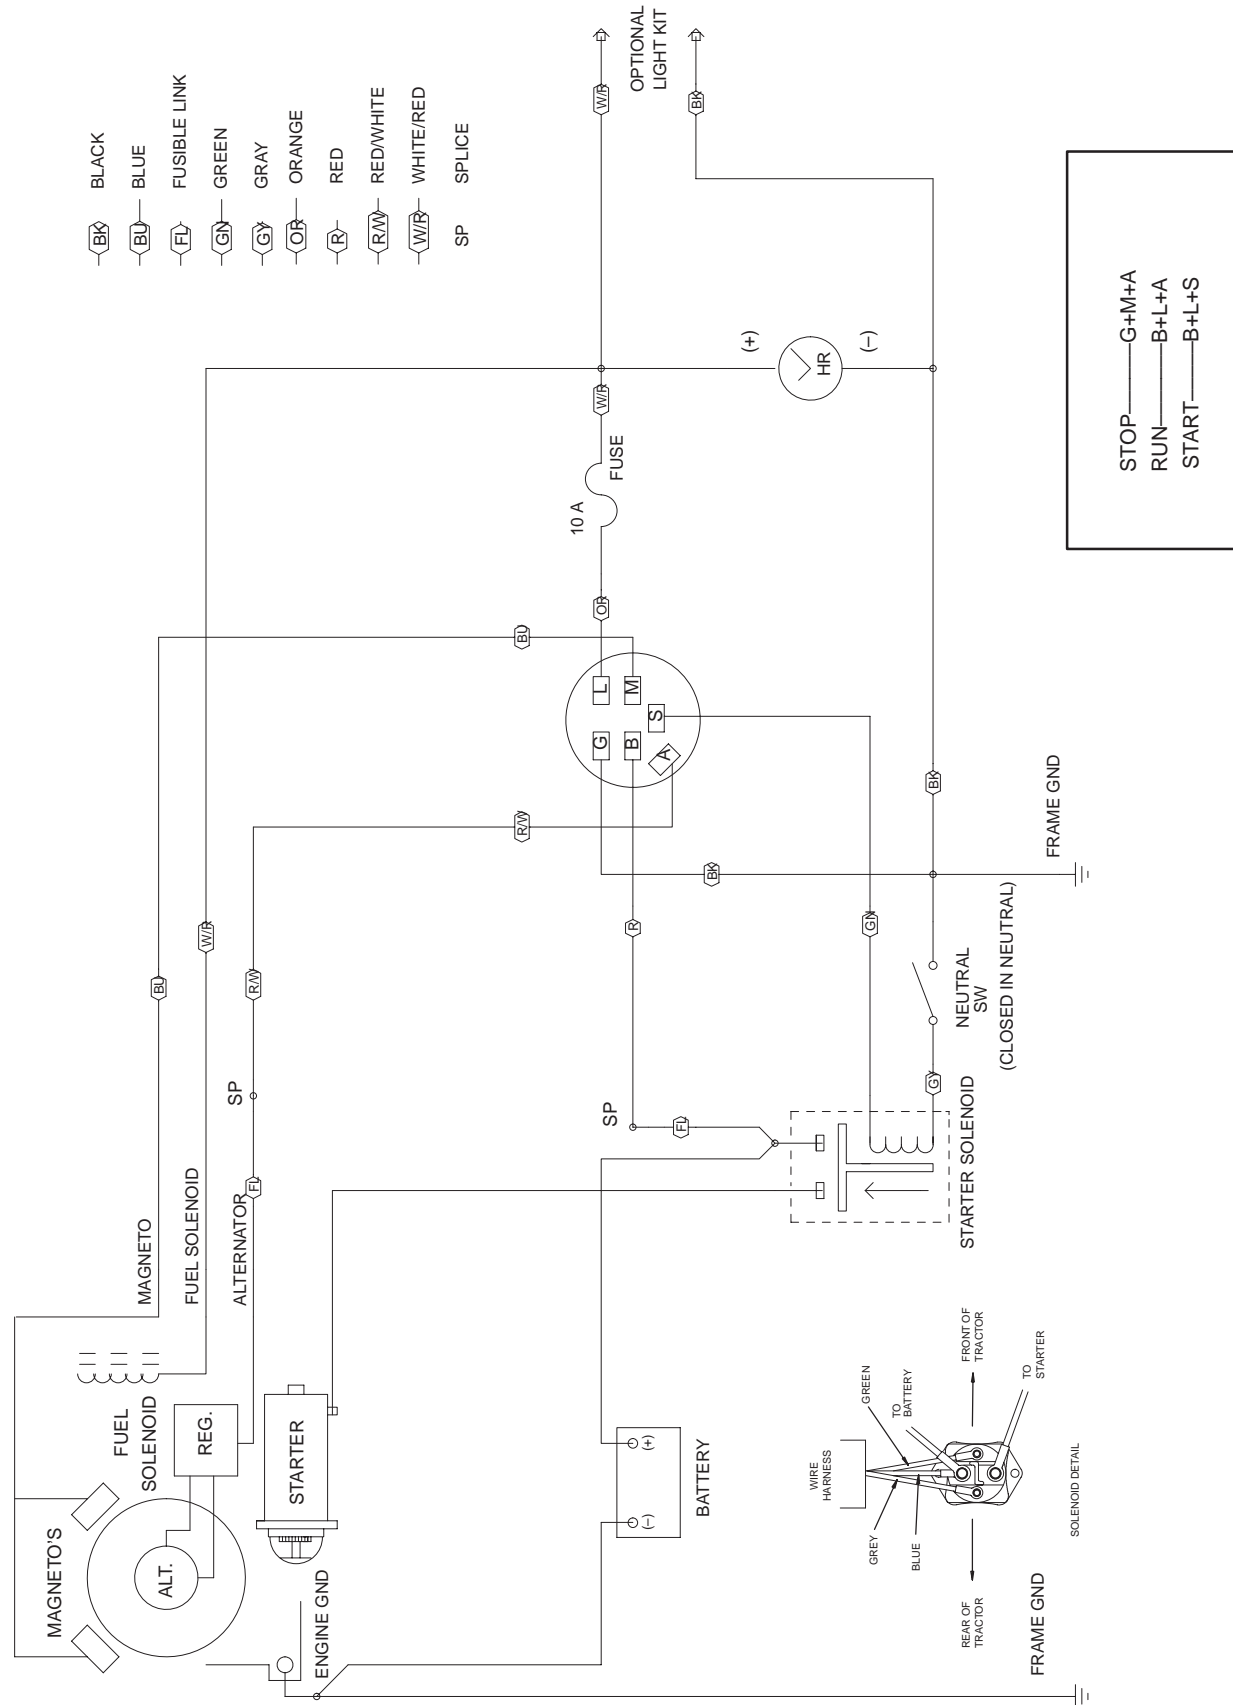 MAGNETO'S
FUEL
SOLENOID
REG.
ALT.
STARTER
ENGINE GND
MAGNETO
FUEL SOLENOID
ALTERNATOR
FL
SP
BU
W/R
R/W
BATTERY
(+)
(–)
SP
FL
R
BK
R/W
BU
G
L
B
M
S
A
OR
10 A
FUSE
W/R
W/R
OPTIONAL
LIGHT KIT
BK
BK BLACK
BU BLUE
FL FUSIBLE LINK
GN GREEN
GY GRAY
OR ORANGE
R RED
R/W RED/WHITE
W/R WHITE/RED
SP SPLICE
(+)
HR
(–)
GN
GY
BK
STARTER SOLENOID
NEUTRAL
SW
(CLOSED IN NEUTRAL)
FRAME GND
FRAME GND
WIRE
HARNESS
GREY
BLUE
GREEN
TO
BATTERY
REAR OF
TRACTOR
FRONT OF
TRACTOR
TO
STARTER
SOLENOID DETAIL
STOP G+M+A
RUN B+L+A
START B+L+S